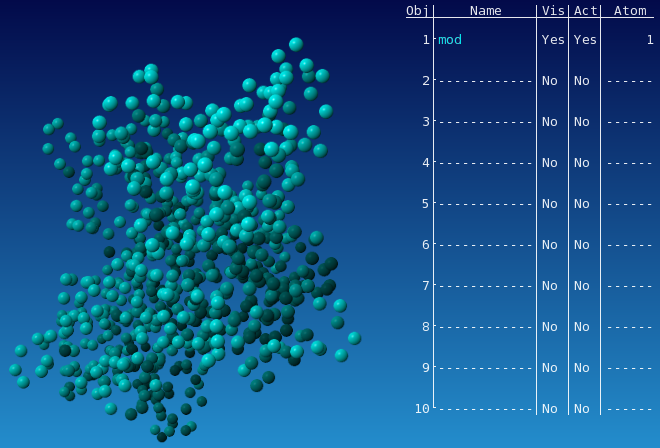 Obj Name Vis Act Atom
1 mod Yes Yes 1
2 ------------ No No ------
3 ------------ No No ------
4 ------------ No No ------
5 ------------ No No ------
6 ------------ No No ------
7 ------------ No No ------
8 ------------ No No ------
9 ------------ No No ------
10 ------------ No No ------